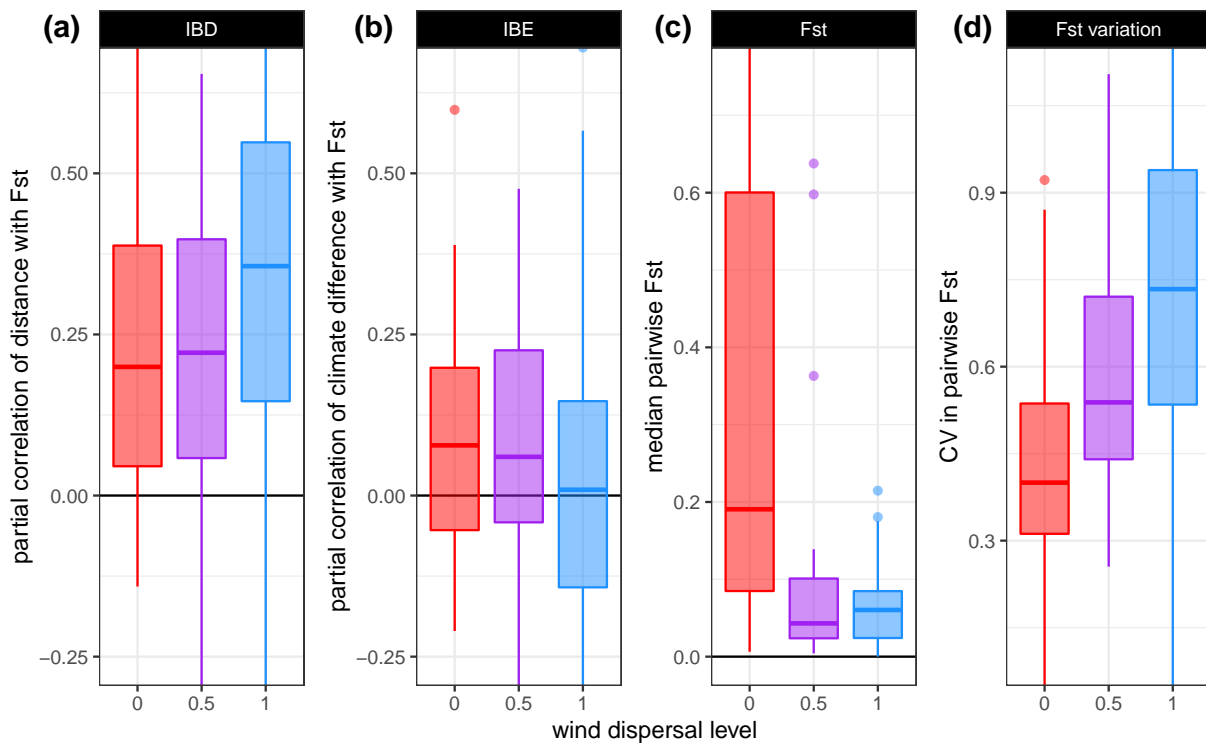 (a)
IBD
partial correlation of distance with Fst
0.50
0.25
0.00
−0.25
0 0.5 1
(b)
IBE
partial correlation of climate difference with Fst
0.50
0.25
0.00
−0.25
0 0.5 1
(c)
Fst
median pairwise Fst
0.6
0.4
0.2
0.0
0 0.5 1
(d)
Fst variation
CV in pairwise Fst
0.9
0.6
0.3
0 0.5 1
wind dispersal level